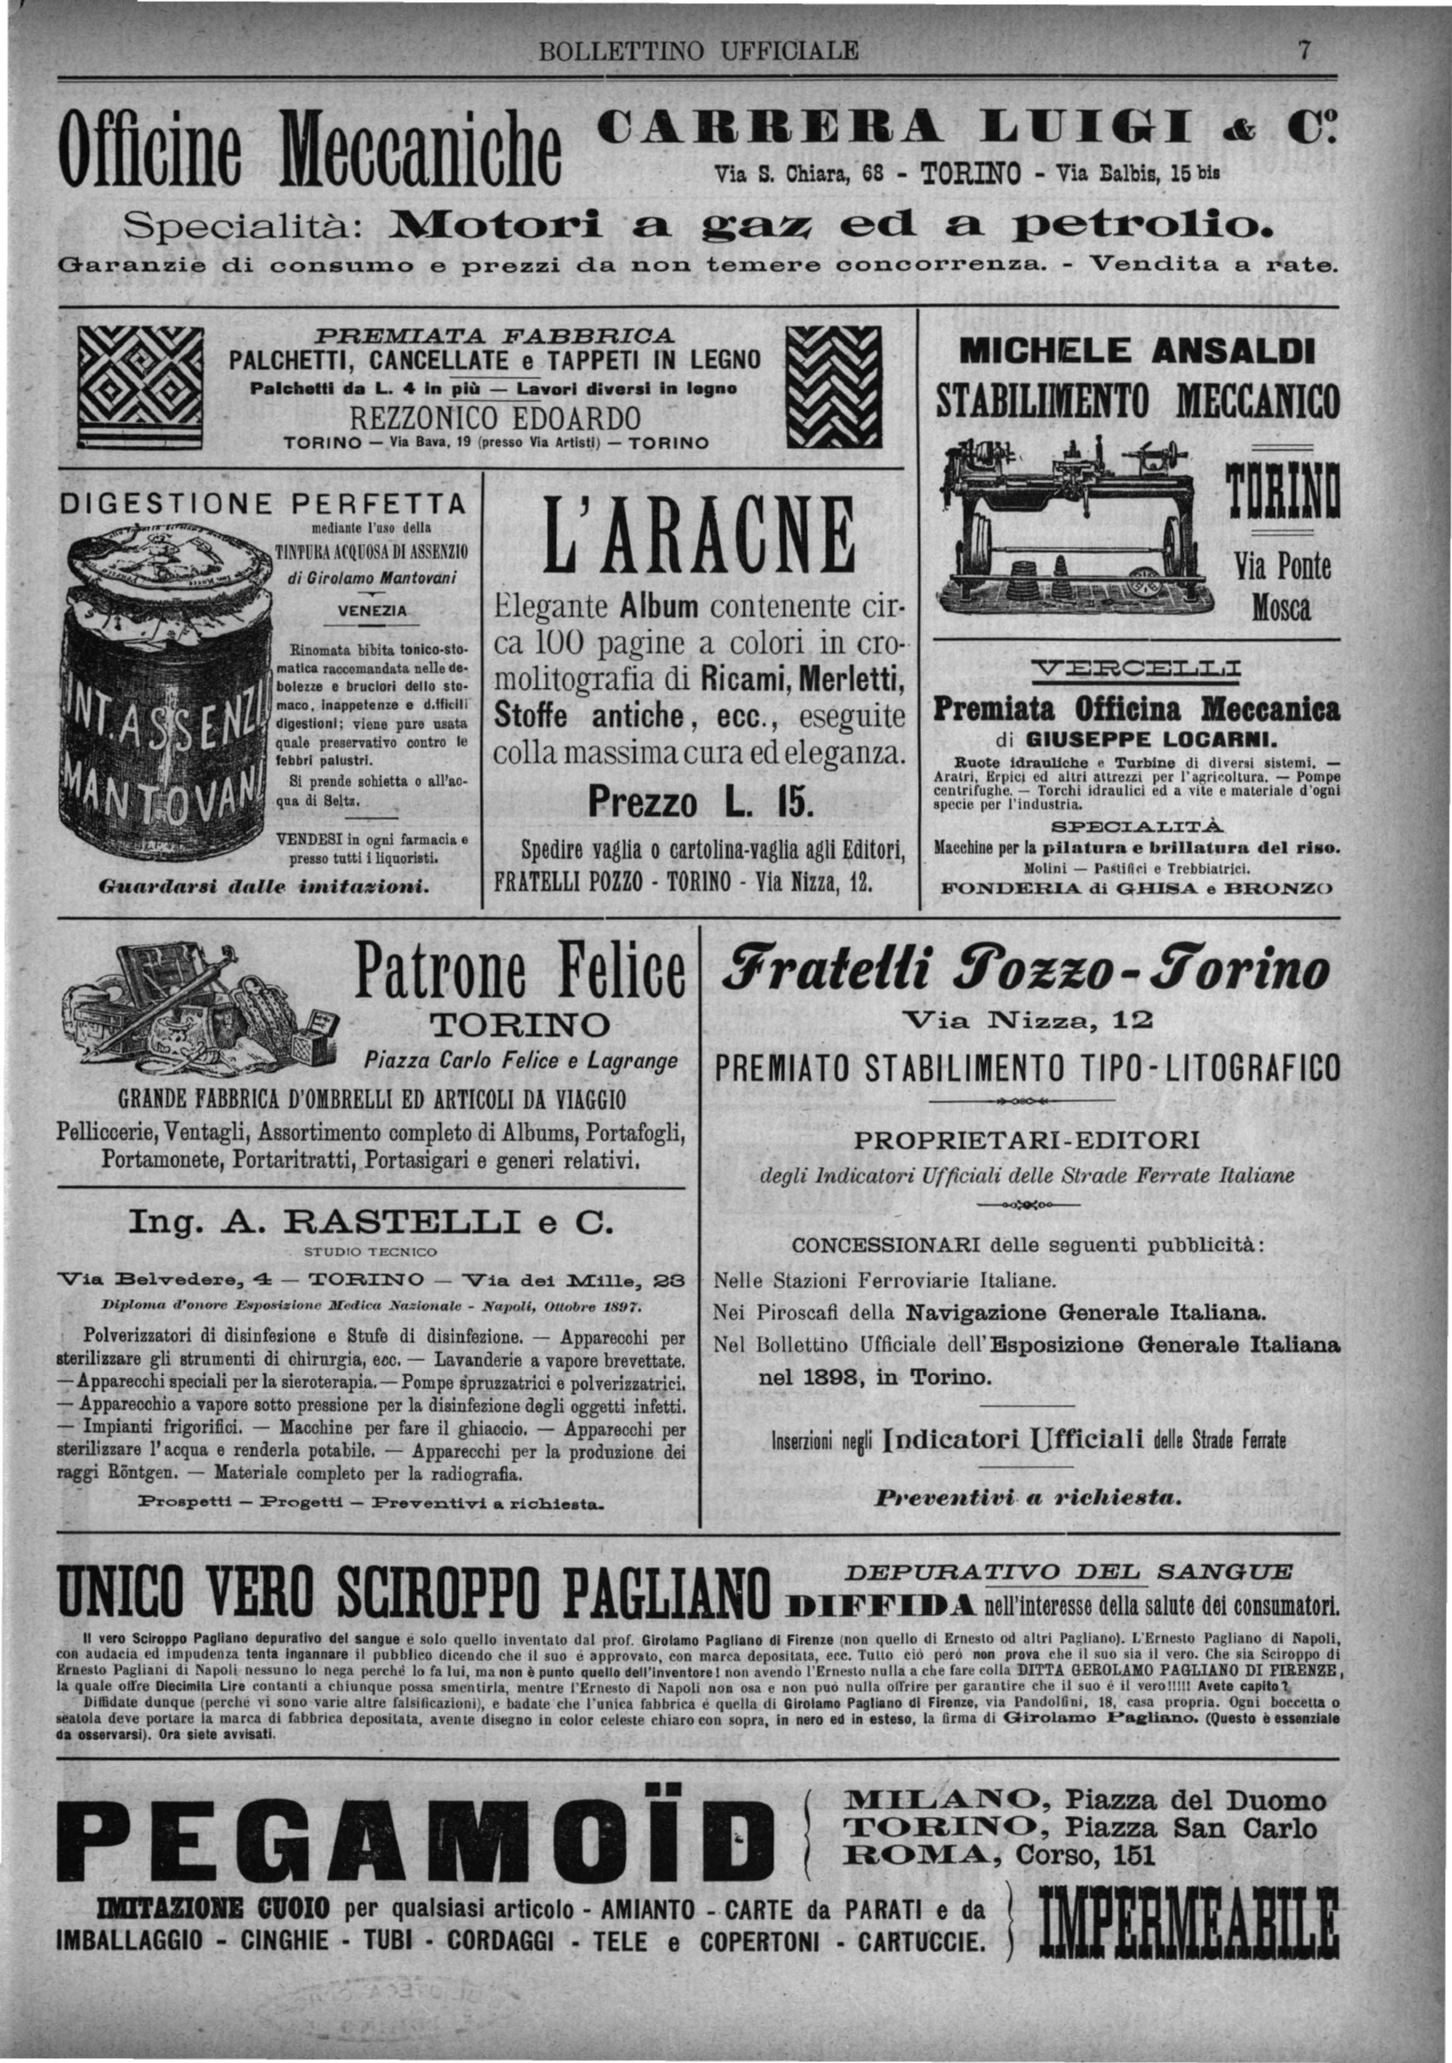 BOLLETTINO UFFICIALE 7
Officine Meccaniche CARRERA LUIGI & Cº.
Via S. Chiara, 68 - TORINO - Via Balbis, 15 bis
Specialità: Motori a gaz ed a petrolio.
Garanzie di consumo e prezzi da non temere concorrenza. - Vendita a rate.
PREMIATA FABBRICA
PALCHETTI, CANCELLATE e TAPPETI IN LEGNO
Palchetti da L. 4 in più — Lavori diversi in legno
REZZONICO EDOARDO
TORINO — Via Bava, 19 (presso Via Artisti) — TORINO
MICHELE ANSALDI
STABILIMENTO MECCANICO
TORINO
Via Ponte
Mosca
DIGESTIONE PERFETTA
mediante l'uso della
TINTURA ACQUOSA DI ASSENZIO
di Girolamo Mantovani
VENEZIA
Rinomata bibita tonico-sto-
matica raccomandata nelle de-
bolezze e bruciori dello sto-
maco, inappetenze e difficili
digestioni; viene pure usata
quale preservativo contro le
febbri palustri.
Si prende schietta o all'ac-
qua di Seltz.
VENDESI in ogni farmacia e
presso tutti i liquoristi.
Guardarsi dalle imitazioni.
INT. ASSENZI
MANTOVANI
L'ARACNE
Elegante Album contenente cir-
ca 100 pagine a colori in cro-
molitografia di Ricami, Merletti,
Stoffe antiche, ecc., eseguite
colla massima cura ed eleganza.
Prezzo L. 15.
Spedire vaglia o cartolina-vaglia agli Editori,
FRATELLI POZZO - TORINO - Via Nizza, 12.
VERCELLI
Premiata Officina Meccanica
di GIUSEPPE LOCARNI.
Ruote idrauliche e Turbine di diversi sistemi. —
Aratri, Erpici ed altri attrezzi per l'agricoltura. — Pompe
centrifughe. — Torchi idraulici ed a vite e materiale d'ogni
specie per l'industria.
SPECIALITÀ
Macchine per la pilatura e brillatura del riso.
Molini — Pastifici e Trebbiatrici.
FONDERIA di GHISA e BRONZO
Patrone Felice
TORINO
Piazza Carlo Felice e Lagrange
GRANDE FABBRICA D'OMBRELLI ED ARTICOLI DA VIAGGIO
Pelliccerie, Ventagli, Assortimento completo di Albums, Portafogli,
Portamonete, Portaritratti, Portasigari e generi relativi.
Ing. A. RASTELLI e C.
STUDIO TECNICO
Via Belvedere, 4 — TORINO — Via dei Mille, 23
Diploma d'onore Esposizione Medica Nazionale - Napoli, Ottobre 1897.
Polverizzatori di disinfezione e Stufe di disinfezione. — Apparecchi per
sterilizzare gli strumenti di chirurgia, ecc. — Lavanderie a vapore brevettate.
— Apparecchi speciali per la sieroterapia. — Pompe spruzzatrici e polverizzatrici.
— Apparecchio a vapore sotto pressione per la disinfezione degli oggetti infetti.
— Impianti frigorifici. — Macchine per fare il ghiaccio. — Apparecchi per
sterilizzare l'acqua e renderla potabile. — Apparecchi per la produzione dei
raggi Röntgen. — Materiale completo per la radiografia.
Prospetti — Progetti — Preventivi a richiesta.
Fratelli Pozzo - Torino
Via Nizza, 12
PREMIATO STABILIMENTO TIPO-LITOGRAFICO
PROPRIETARI-EDITORI
degli Indicatori Ufficiali delle Strade Ferrate Italiane
CONCESSIONARI delle seguenti pubblicità:
Nelle Stazioni Ferroviarie Italiane.
Nei Piroscafi della Navigazione Generale Italiana.
Nel Bollettino Ufficiale dell'Esposizione Generale Italiana
nel 1898, in Torino.
Inserzioni negli Indicatori Ufficiali delle Strade Ferrate
Preventivi a richiesta.
UNICO VERO SCIROPPO PAGLIANO
DEPURATIVO DEL SANGUE
DIFFIDA nell'interesse della salute dei consumatori.
Il vero Sciroppo Pagliano depurativo del sangue è solo quello inventato dal prof. Girolamo Pagliano di Firenze (non quello di Ernesto od altri Pagliano). L'Ernesto Pagliano di Napoli,
con audacia ed impudenza tenta ingannare il pubblico dicendo che il suo è approvato, con marca depositata, ecc. Tutto ciò però non prova che il suo sia il vero. Che sia Sciroppo di
Ernesto Pagliani di Napoli nessuno lo nega perchè lo fa lui, ma non è punto quello dell'inventore! non avendo l'Ernesto nulla a che fare colla DITTA GEROLAMO PAGLIANO DI FIRENZE,
la quale offre Diecimila Lire contanti a chiunque possa smentirla, mentre l'Ernesto di Napoli non osa e non può nulla offrire per garantire che il suo è il vero!!!!! Avete capito?
Diffidate dunque (perchè vi sono varie altre falsificazioni), e badate che l'unica fabbrica è quella di Girolamo Pagliano di Firenze, via Pandolfini, 18, casa propria. Ogni boccetta o
scatola deve portare la marca di fabbrica depositata, avente disegno in color celeste chiaro con sopra, in nero ed in esteso, la firma di Girolamo Pagliano. (Questo è essenziale
da osservarsi). Ora siete avvisati.
PEGAMOÏD
MILANO, Piazza del Duomo
TORINO, Piazza San Carlo
ROMA, Corso, 151
IMITAZIONE CUOIO per qualsiasi articolo - AMIANTO - CARTE da PARATI e da
IMBALLAGGIO - CINGHIE - TUBI - CORDAGGI - TELE e COPERTONI - CARTUCCIE.
IMPERMEABILE